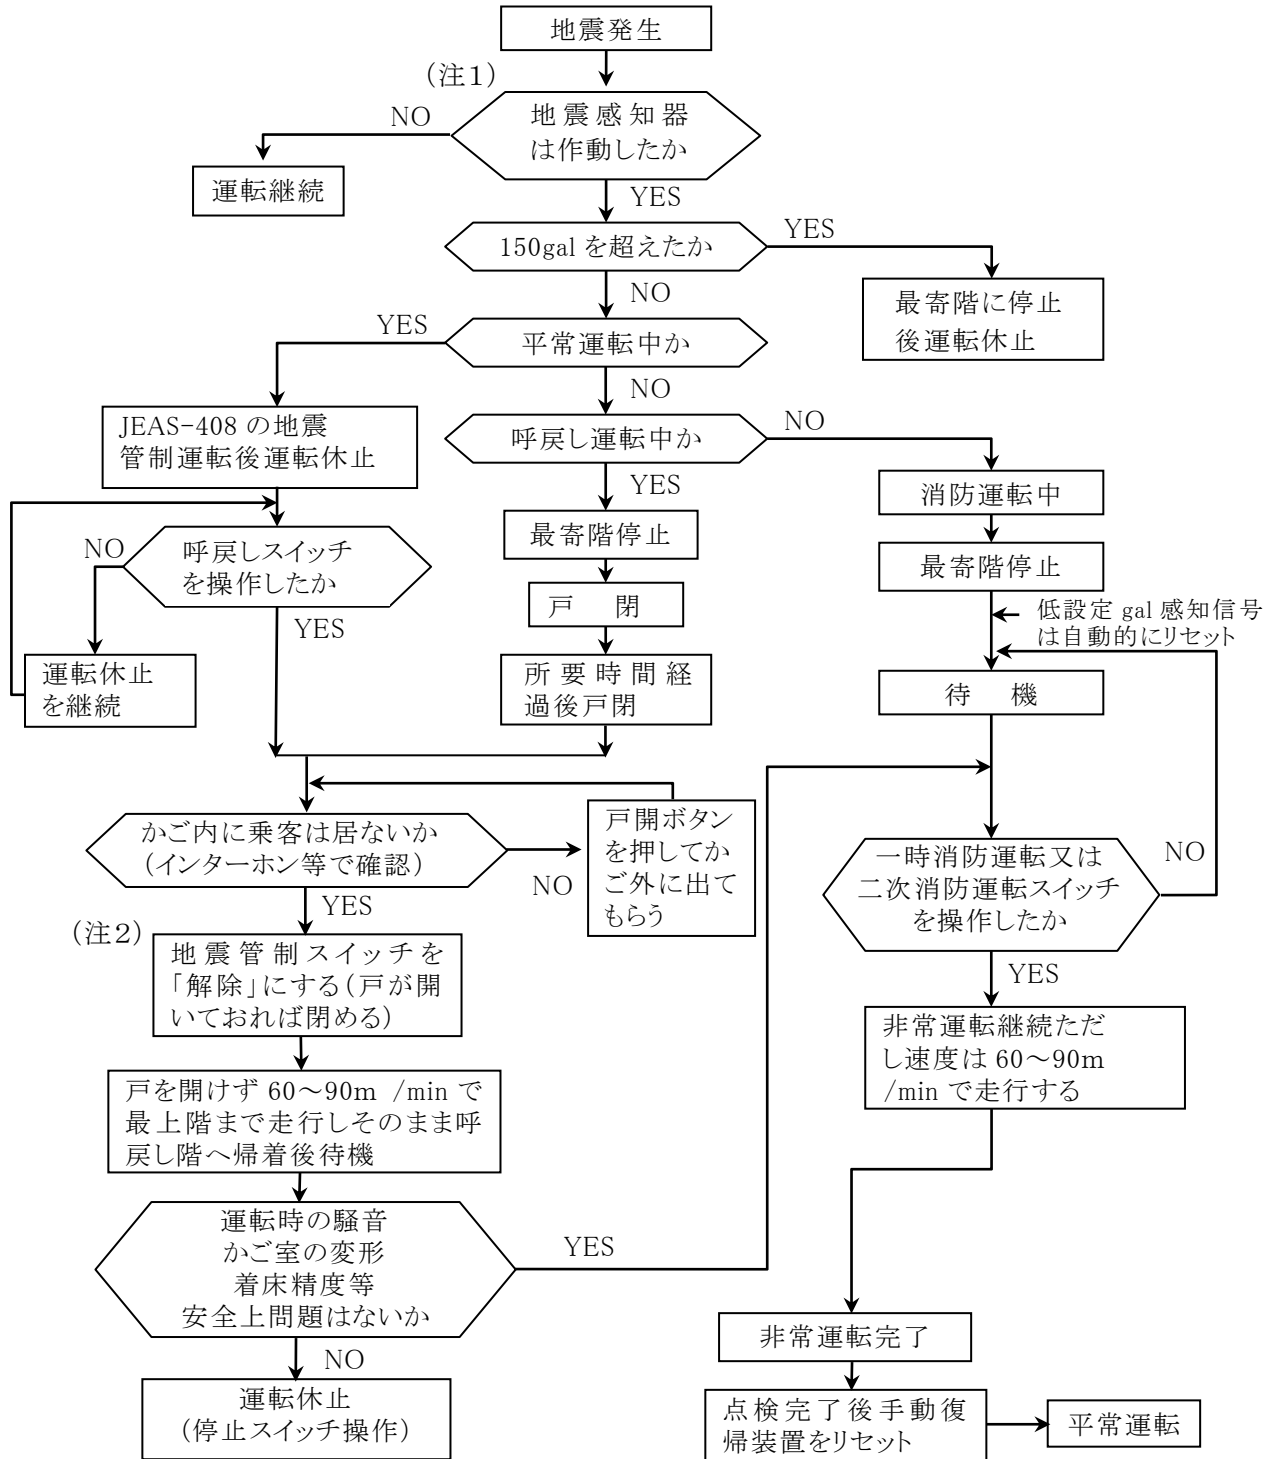 地震発生
（注１）
地震感知器
は作動したか
NO
運転継続
YES
150gal を超えたか
YES
最寄階に停止
後運転休止
NO
平常運転中か
YES
JEAS-408 の地震
管制運転後運転休止
NO
呼戻し運転中か
NO
消防運転中
YES
最寄階停止
最寄階停止
呼戻しスイッチ
を操作したか
NO
運転休止
を継続
YES
戸　閉
所要時間経
過後戸閉
低設定 gal 感知信号
は自動的にリセット
待　機
かご内に乗客は居ないか
（インターホン等で確認）
NO
戸開ボタン
を押してか
ご外に出て
もらう
YES
一時消防運転又は
二次消防運転スイッチ
を操作したか
NO
YES
（注２）
地震管制スイッチを
「解除」にする（戸が開
いておれば閉める）
非常運転継続ただ
し速度は 60～90m
/min で走行する
戸を開けず 60～90m /min で
最上階まで走行しそのまま呼
戻し階へ帰着後待機
運転時の騒音
かご室の変形
着床精度等
安全上問題はないか
YES
NO
運転休止
（停止スイッチ操作）
非常運転完了
点検完了後手動復
帰装置をリセット
平常運転